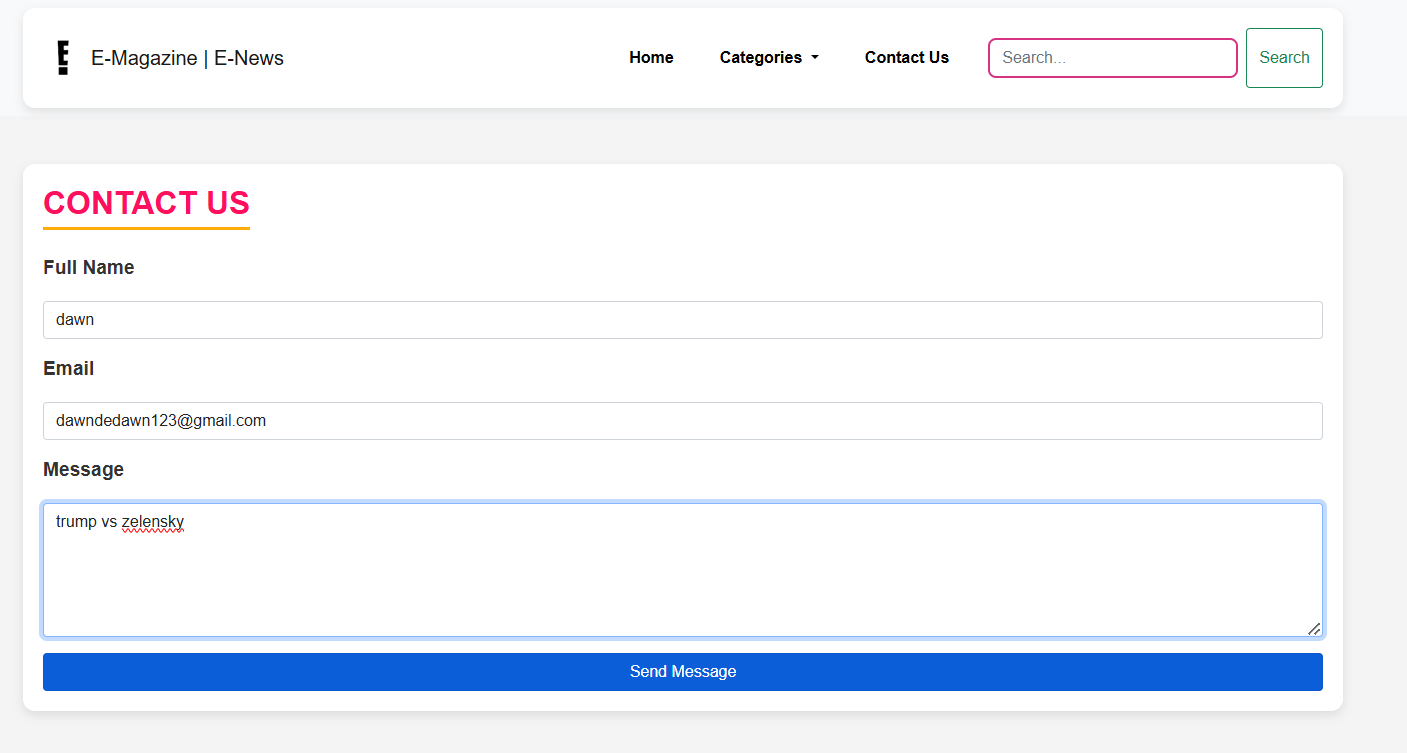 E-Magazine | E-News
Home
Categories
Contact Us
Search...
Search
CONTACT US
Full Name
dawn
Email
dawndedawn123@gmail.com
Message
trump vs zelensky
Send Message